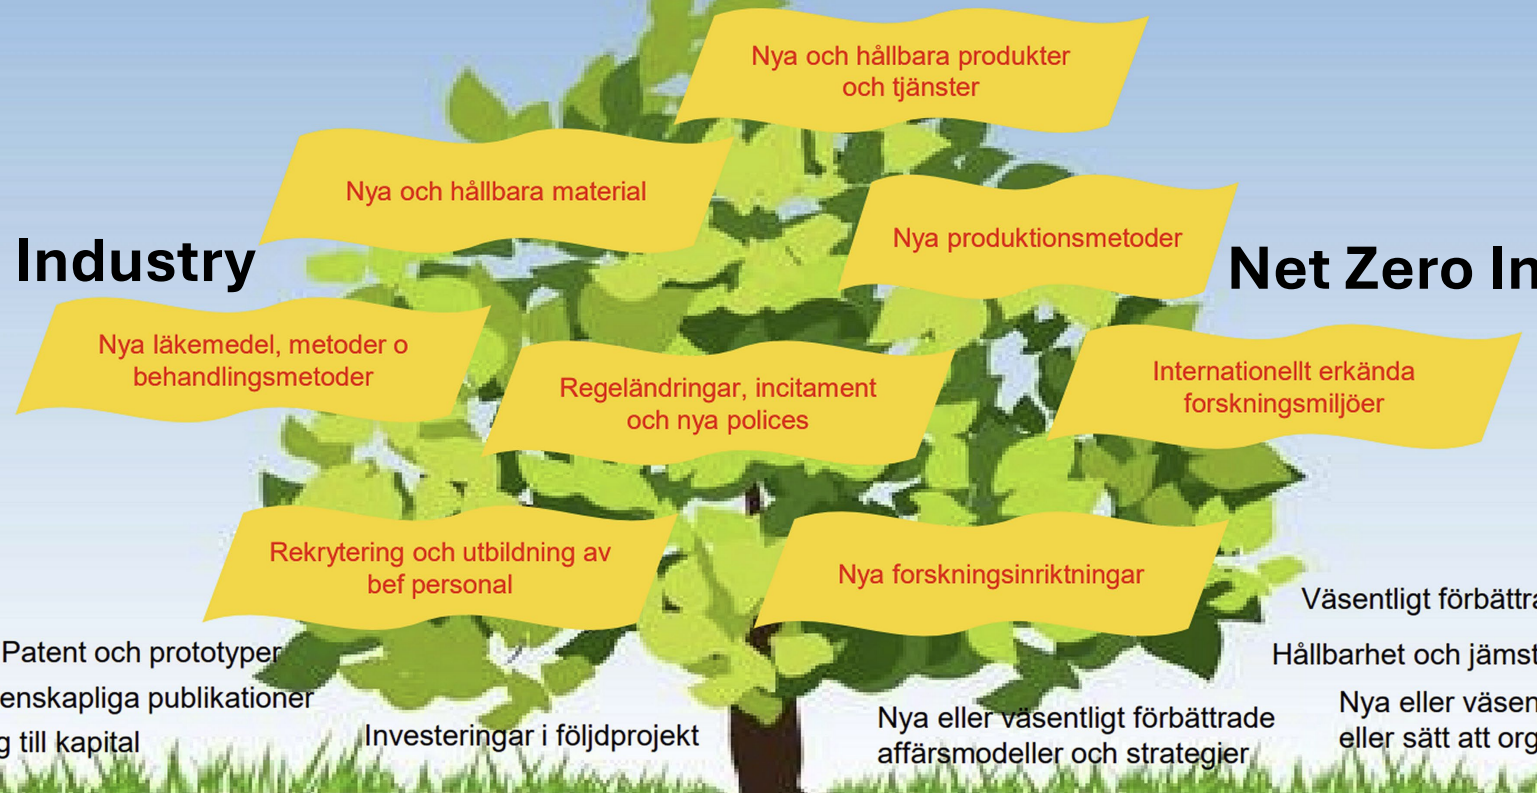 Nya och hållbara produkter
och tjänster
Nya och hållbara material
Nya produktionsmetoder
Industry
Net Zero In
Nya läkemedel, metoder o
behandlingsmetoder
Regeländringar, incitament
och nya polices
Internationellt erkända
forskningsmiljöer
Rekrytering och utbildning av
bef personal
Nya forskningsinriktningar
Väsentligt förbättra
Patent och prototyper
Hållbarhet och jämst
enskapliga publikationer
Nya eller väsen
eller sätt att org
g till kapital
Investeringar i följdprojekt
Nya eller väsentligt förbättrade
affärsmodeller och strategier